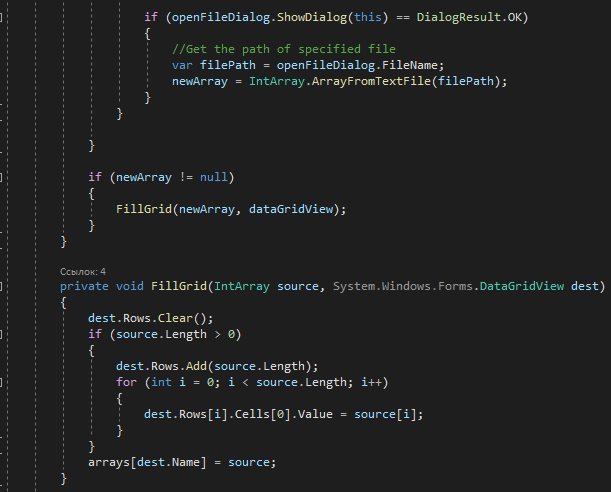 if (openFileDialog.ShowDialog(this) == DialogResult.OK)
{
//Get the path of specified file
var filePath = openFileDialog.FileName;
newArray = IntArray.ArrayFromTextFile(filePath);
}
}
}
if (newArray != null)
{
FillGrid(newArray, dataGridView);
}
}
Ссылок: 4
private void FillGrid(IntArray source, System.Windows.Forms.DataGridView dest)
{
dest.Rows.Clear();
if (source.Length > 0)
{
dest.Rows.Add(source.Length);
for (int i = 0; i < source.Length; i++)
{
dest.Rows[i].Cells[0].Value = source[i];
}
}
arrays[dest.Name] = source;
}